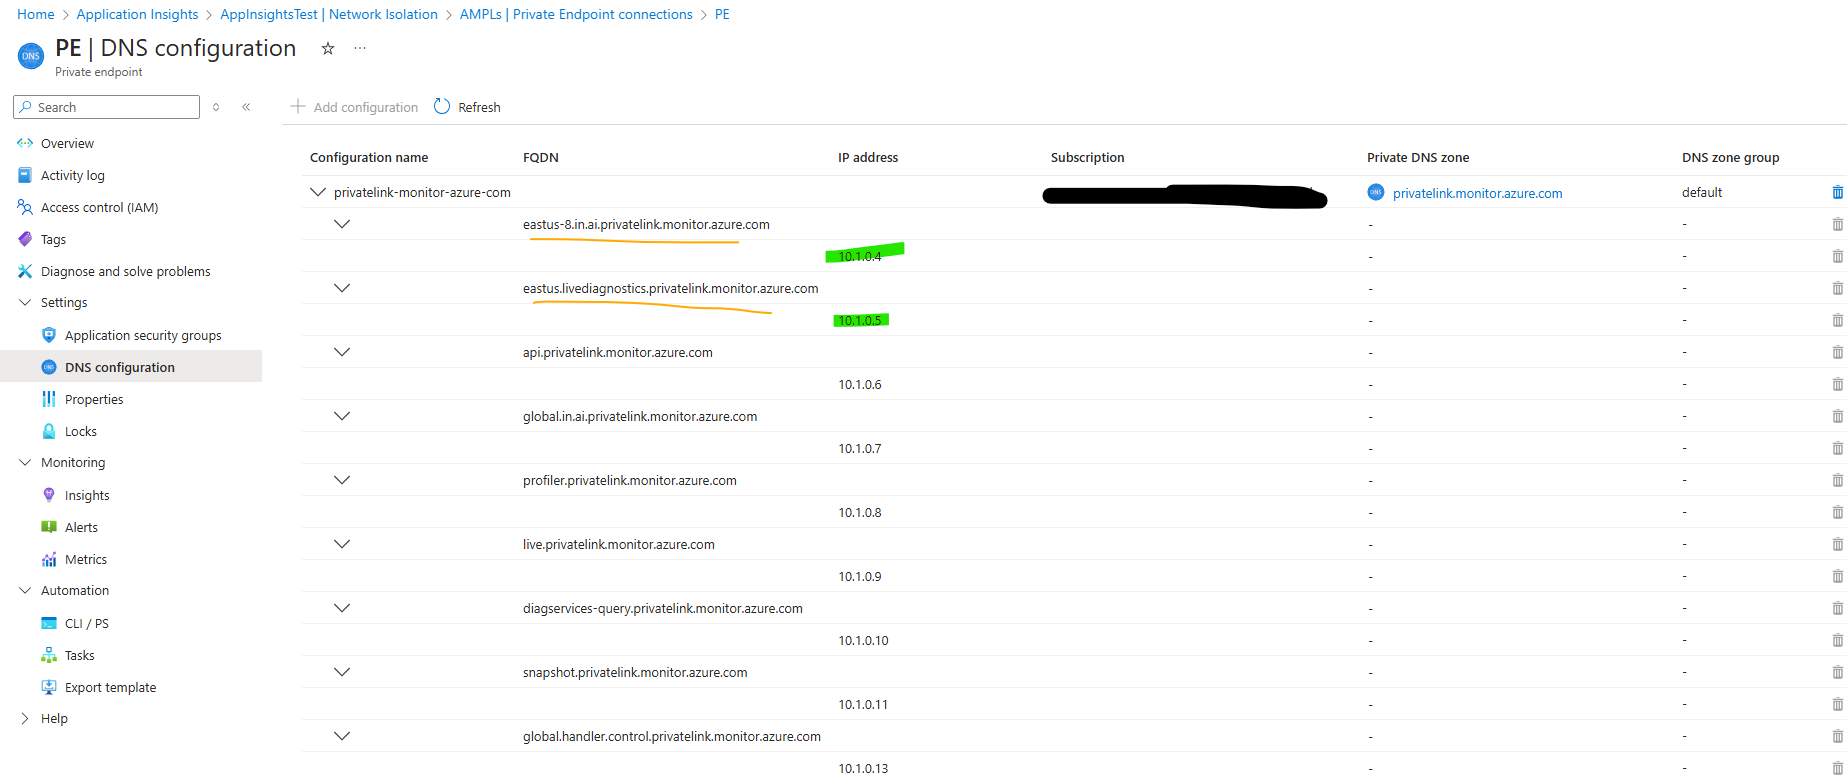 Home > Application Insights > AppInsightsTest | Network Isolation > AMPLs | Private Endpoint connections > PE
DNS
PE | DNS configuration
Private endpoint
Search
Add configuration
Refresh
Overview
Activity log
Access control (IAM)
Tags
Diagnose and solve problems
Settings
Application security groups
DNS configuration
Properties
Locks
Monitoring
Insights
Alerts
Metrics
Automation
CLI / PS
Tasks
Export template
Help
Configuration name FQDN IP address Subscription Private DNS zone DNS zone group
privatelink-monitor-azure-com privatelink.monitor.azure.com default
eastus-8.in.ai.privatelink.monitor.azure.com - -
10.1.0.4 - -
eastus.livediagnostics.privatelink.monitor.azure.com - -
10.1.0.5 - -
api.privatelink.monitor.azure.com - -
10.1.0.6 - -
global.in.ai.privatelink.monitor.azure.com - -
10.1.0.7 - -
profiler.privatelink.monitor.azure.com - -
10.1.0.8 - -
live.privatelink.monitor.azure.com - -
10.1.0.9 - -
diagservices-query.privatelink.monitor.azure.com - -
10.1.0.10 - -
snapshot.privatelink.monitor.azure.com - -
10.1.0.11 - -
global.handler.control.privatelink.monitor.azure.com - -
10.1.0.13 - -